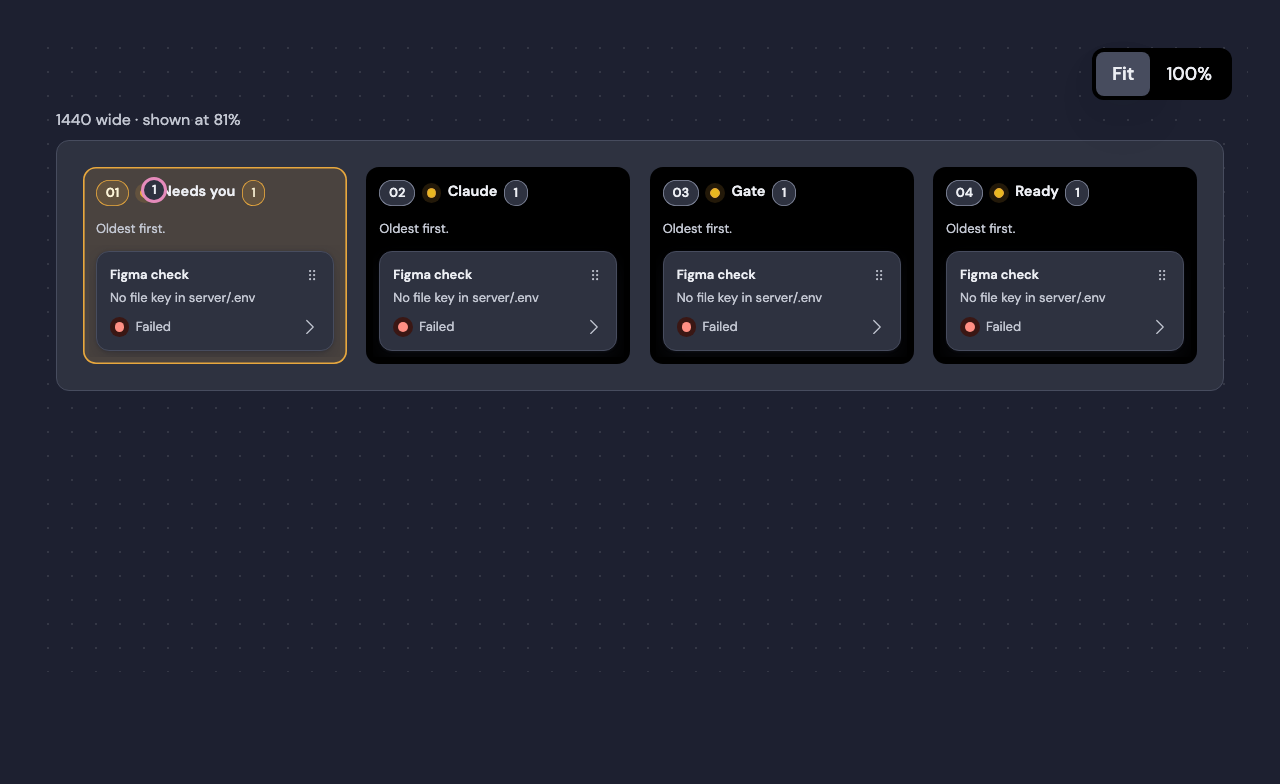 Fit 100%
1440 wide · shown at 81%
01 1 Needs you 1
Oldest first.
Figma check
No file key in server/.env
Failed
02 Claude 1
Oldest first.
Figma check
No file key in server/.env
Failed
03 Gate 1
Oldest first.
Figma check
No file key in server/.env
Failed
04 Ready 1
Oldest first.
Figma check
No file key in server/.env
Failed